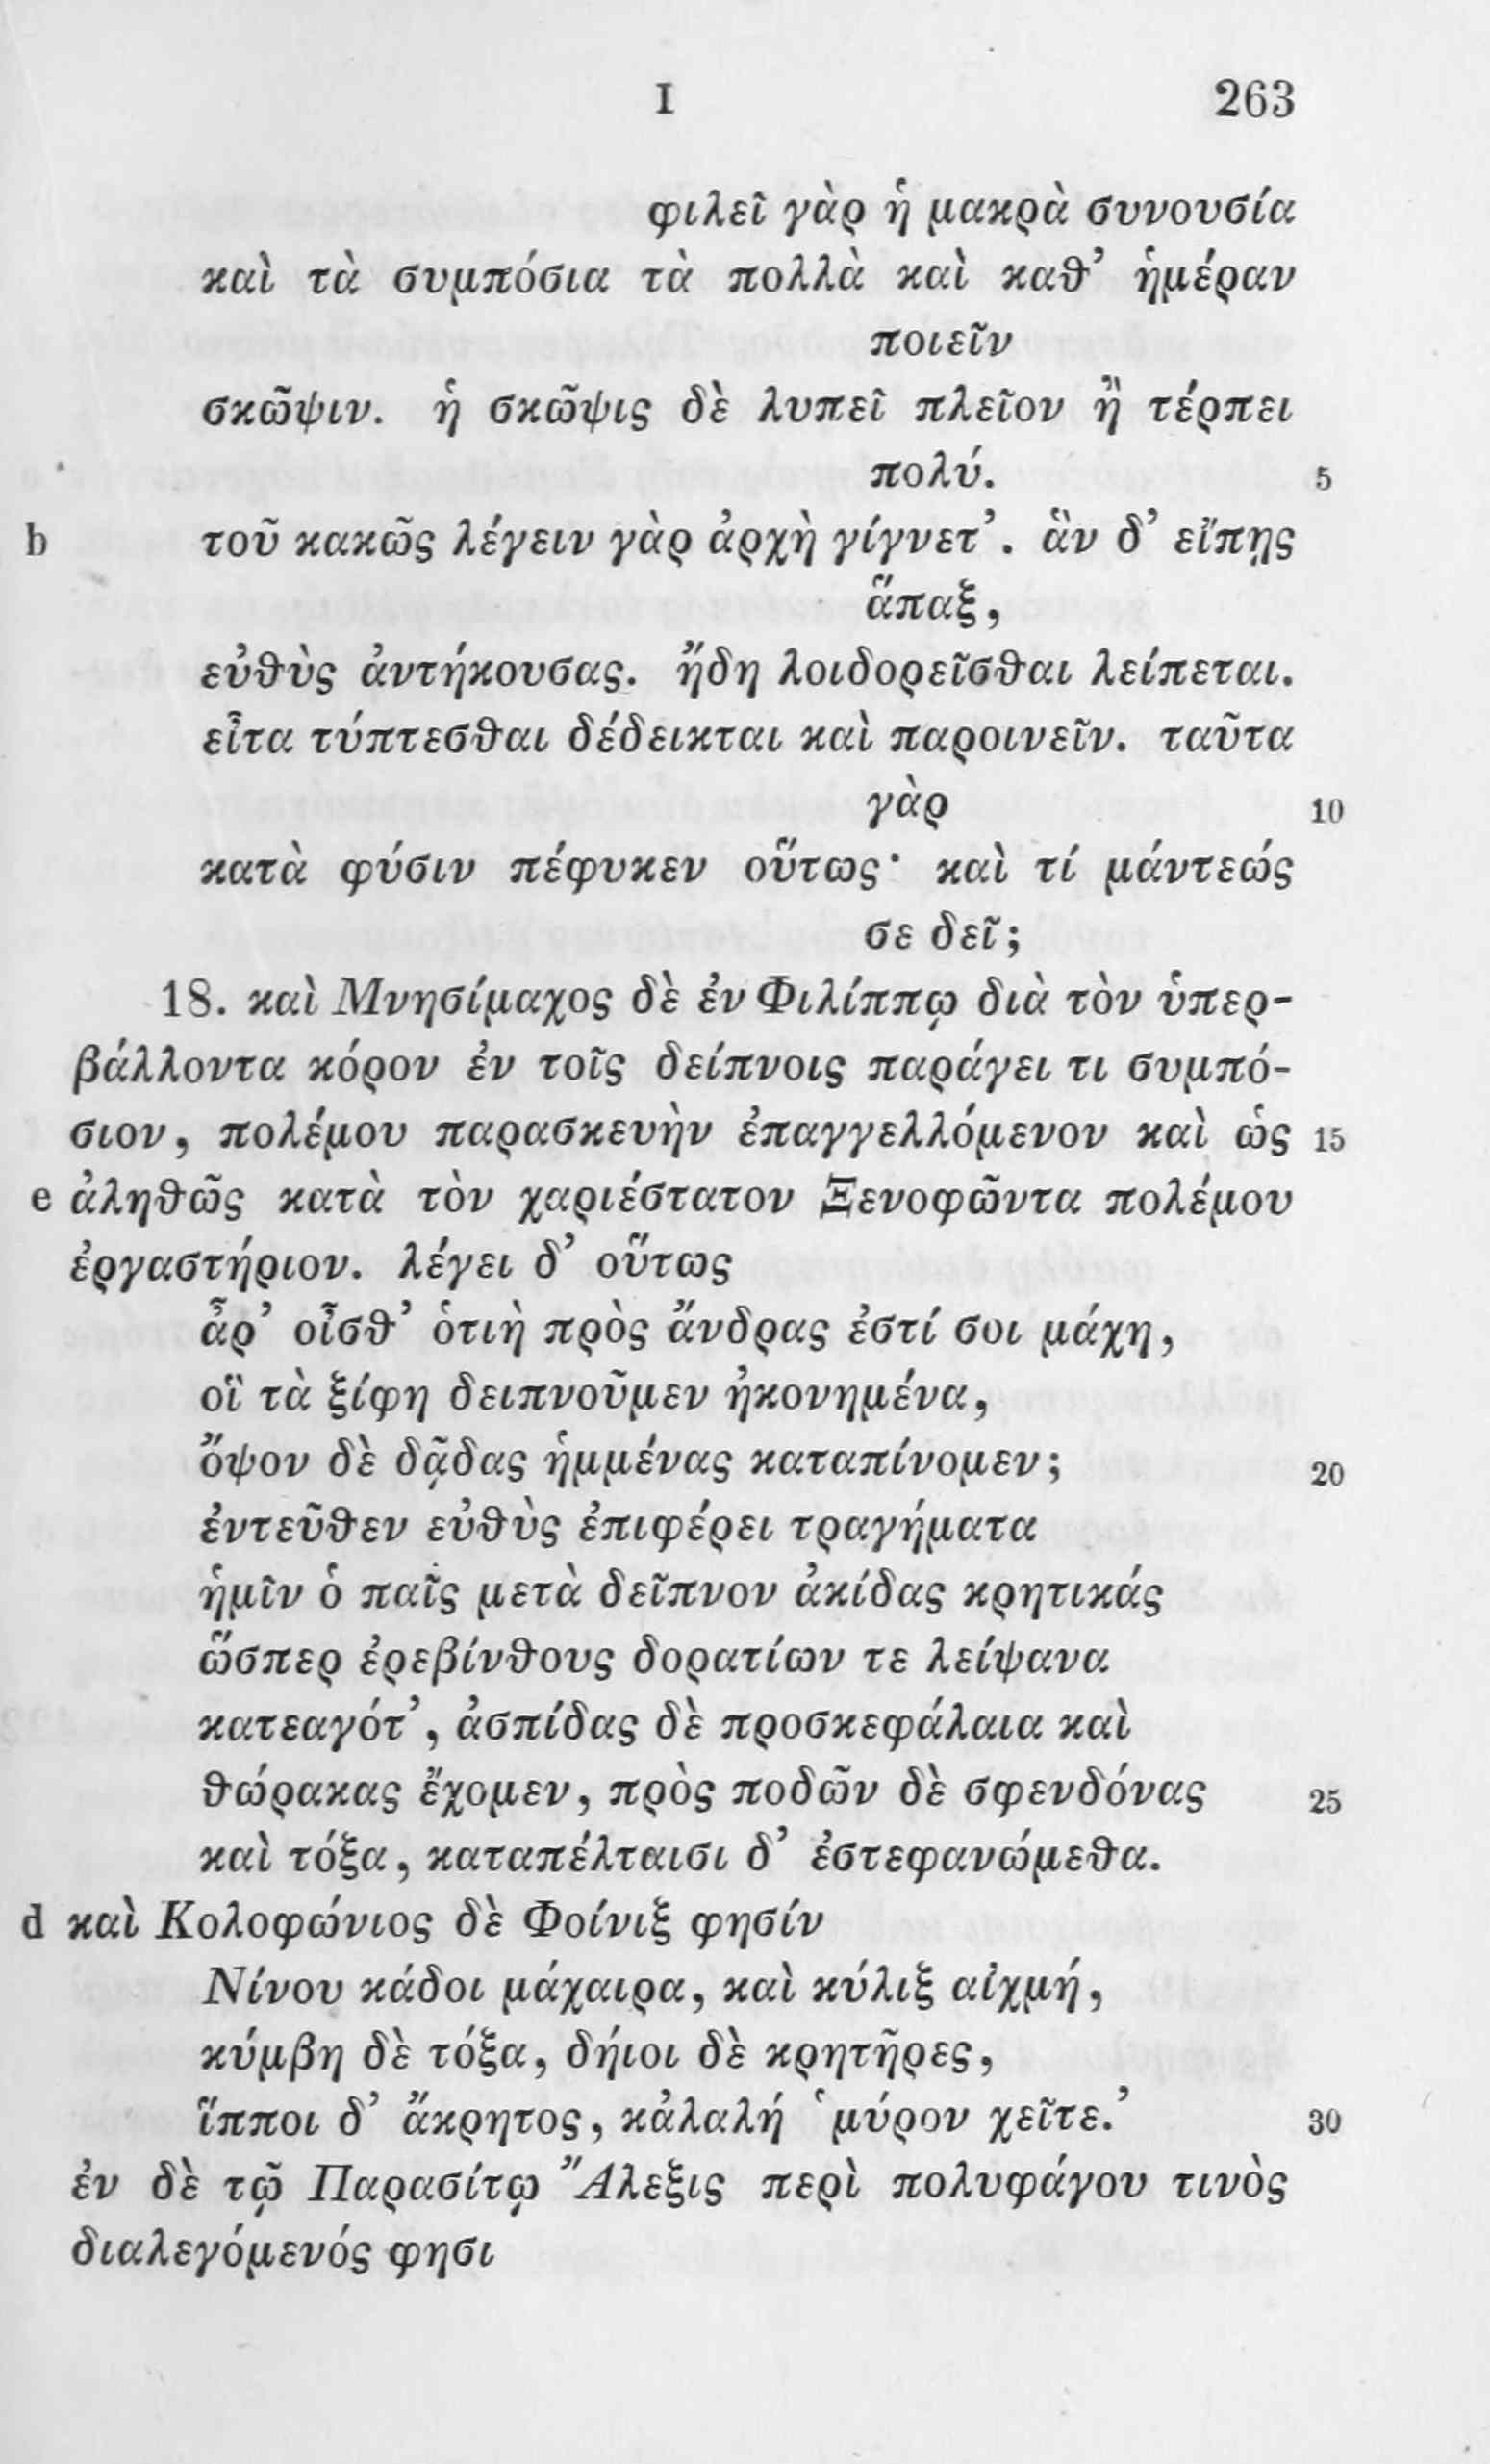 I 263
φιλεῖ γὰρ ἡ μακρὰ συνουσία
καὶ τὰ συμπόσια τὰ πολλὰ καὶ καθ’ ἡμέραν
ποιεῖν
σκῶψιν. ἡ σκῶψις δὲ λυπεῖ πλεῖον ἢ τέρπει
πολύ. 5
b τοῦ κακῶς λέγειν γὰρ ἀρχὴ γίγνετ’. ἂν δ’ εἴπῃς
ἅπαξ,
εὐθὺς ἀντήκουσας. ἤδη λοιδορεῖσθαι λείπεται.
εἶτα τύπτεσθαι δέδεικται καὶ παροινεῖν. ταῦτα
γὰρ 10
κατὰ φύσιν πέφυκεν οὕτως· καὶ τί μάντεώς
σε δεῖ;
18. καὶ Μνησίμαχος δὲ ἐν Φιλίππῳ διὰ τὸν ὑπερ-
βάλλοντα κόρον ἐν τοῖς δείπνοις παράγει τι συμπό-
σιον, πολέμου παρασκευὴν ἐπαγγελλόμενον καὶ ὡς 15
e ἀληθῶς κατὰ τὸν χαριέστατον Ξενοφῶντα πολέμου
ἐργαστήριον. λέγει δ’ οὕτως
ἆρ’ οἶσθ’ ὁτιὴ πρὸς ἄνδρας ἐστί σοι μάχη,
οἳ τὰ ξίφη δειπνοῦμεν ἠκονημένα,
ὄψον δὲ δᾷδας ἡμμένας καταπίνομεν; 20
ἐντεῦθεν εὐθὺς ἐπιφέρει τραγήματα
ἡμῖν ὁ παῖς μετὰ δεῖπνον ἀκίδας κρητικάς
ὥσπερ ἐρεβίνθους δορατίων τε λείψανα
κατεαγότ’, ἀσπίδας δὲ προσκεφάλαια καὶ
θώρακας ἔχομεν, πρὸς ποδῶν δὲ σφενδόνας 25
καὶ τόξα, καταπέλταισι δ’ ἐστεφανώμεθα.
d καὶ Κολοφώνιος δὲ Φοίνιξ φησίν
Νίνου κάδοι μάχαιρα, καὶ κύλιξ αἰχμή,
κύμβη δὲ τόξα, δήιοι δὲ κρητῆρες,
ἵπποι δ’ ἄκρητος, κἀλαλή ‘μύρον χεῖτε.’ 30
ἐν δὲ τῷ Παρασίτῳ Ἄλεξις περὶ πολυφάγου τινὸς
διαλεγόμενός φησι